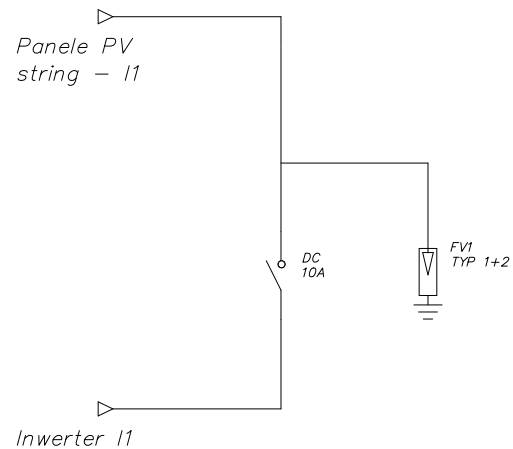 Panele PV
string - I1
DC
10A
FV1
TYP 1+2
Inwerter I1